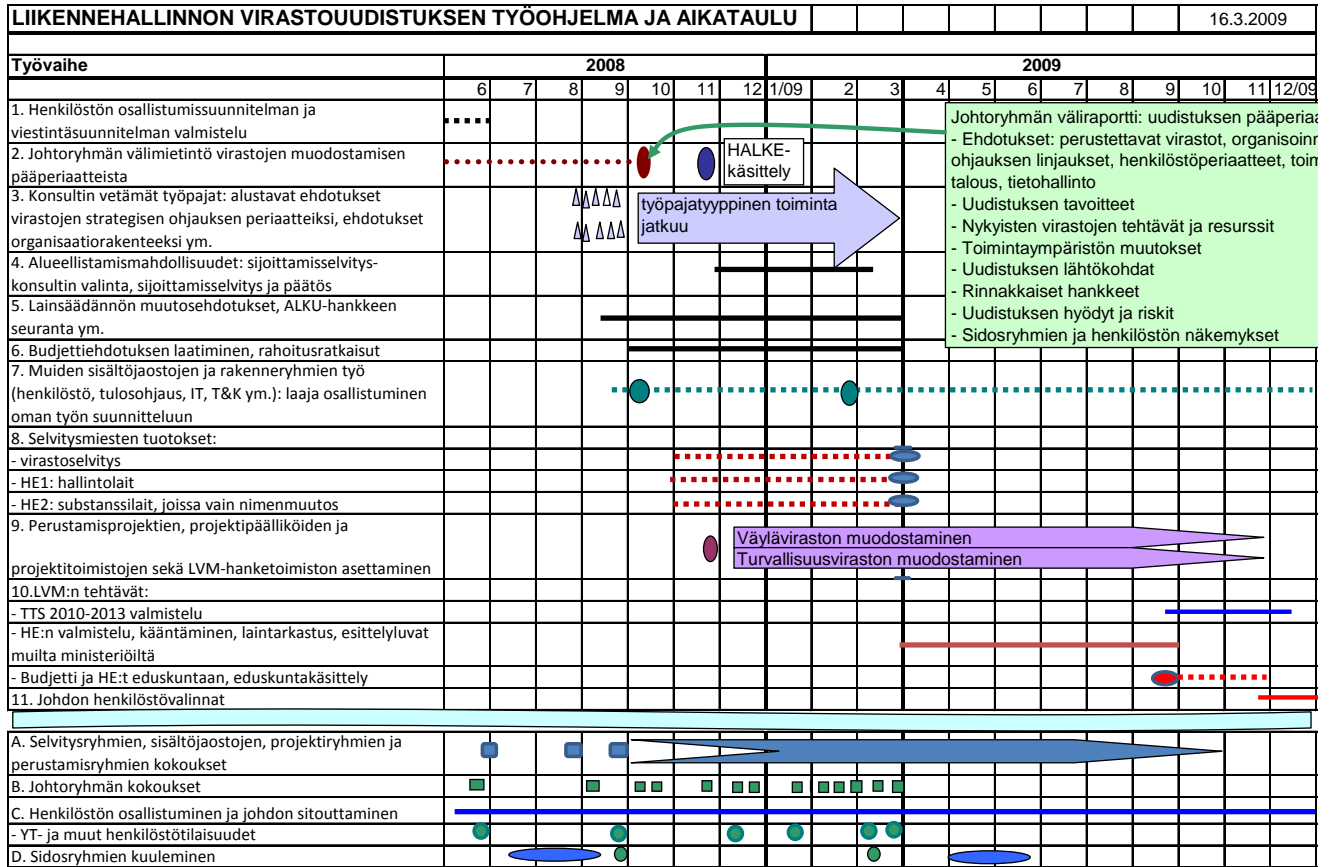 LIIKENNEHALLINNON VIRASTOUUDISTUKSEN TYÖOHJELMA JA AIKATAULU 16.3.2009
Työvaihe 2008 2009
6 7 8 9 10 11 12 1/09 2 3 4 5 6 7 8 9 10 11 12/09
1. Henkilöstön osallistumissuunnitelman ja
viestintäsuunnitelman valmistelu
2. Johtoryhmän välimietintö virastojen muodostamisen
pääperiaatteista
HALKE-
käsittely
3. Konsultin vetämät työpajat: alustavat ehdotukset
virastojen strategisen ohjauksen periaatteiksi, ehdotukset
organisaatiorakenteeksi ym.
työpajatyyppinen toiminta
jatkuu
4. Alueellistamismahdollisuudet: sijoittamisselvitys-
konsultin valinta, sijoittamisselvitys ja päätös
5. Lainsäädännön muutosehdotukset, ALKU-hankkeen
seuranta ym.
6. Budjettiehdotuksen laatiminen, rahoitusratkaisut
Johtoryhmän väliraportti: uudistuksen
- Ehdotukset: perustettavat virastot,
ohjauksen linjaukset, henkilöstöperiaatteet,
talous, tietohallinto
- Uudistuksen tavoitteet
- Nykyisten virastojen tehtävät ja resurssit
- Toimintaympäristön muutokset
- Uudistuksen lähtökohdat
- Rinnakkaiset hankkeet
- Uudistuksen hyödyt ja riskit
- Sidosryhmien ja henkilöstön näkemykset
7. Muiden sisältöjaostojen ja rakenneryhmien työ
(henkilöstö, tulosohjaus, IT, T&K ym.): laaja osallistuminen
oman työn suunnitteluun
8. Selvitysmiesten tuotokset:
- virastoselvitys
- HE1: hallintolait
- HE2: substanssilait, joissa vain nimenmuutos
9. Perustamisprojektien, projektipäälliköiden ja
projektitoimistojen sekä LVM-hanketoimiston asettaminen
Väyläviraston muodostaminen
Turvallisuusviraston muodostaminen
10.LVM:n tehtävät:
- TTS 2010-2013 valmistelu
- HE:n valmistelu, kääntäminen, laintarkastus, esittelyluvat
muilta ministeriöiltä
- Budjetti ja HE:t eduskuntaan, eduskuntakäsittely
11. Johdon henkilöstövalinnat
A. Selvitysryhmien, sisältöjaostojen, projektiryhmien ja
perustamisryhmien kokoukset
B. Johtoryhmän kokoukset
C. Henkilöstön osallistuminen ja johdon sitouttaminen
- YT- ja muut henkilöstötilaisuudet
D. Sidosryhmien kuuleminen